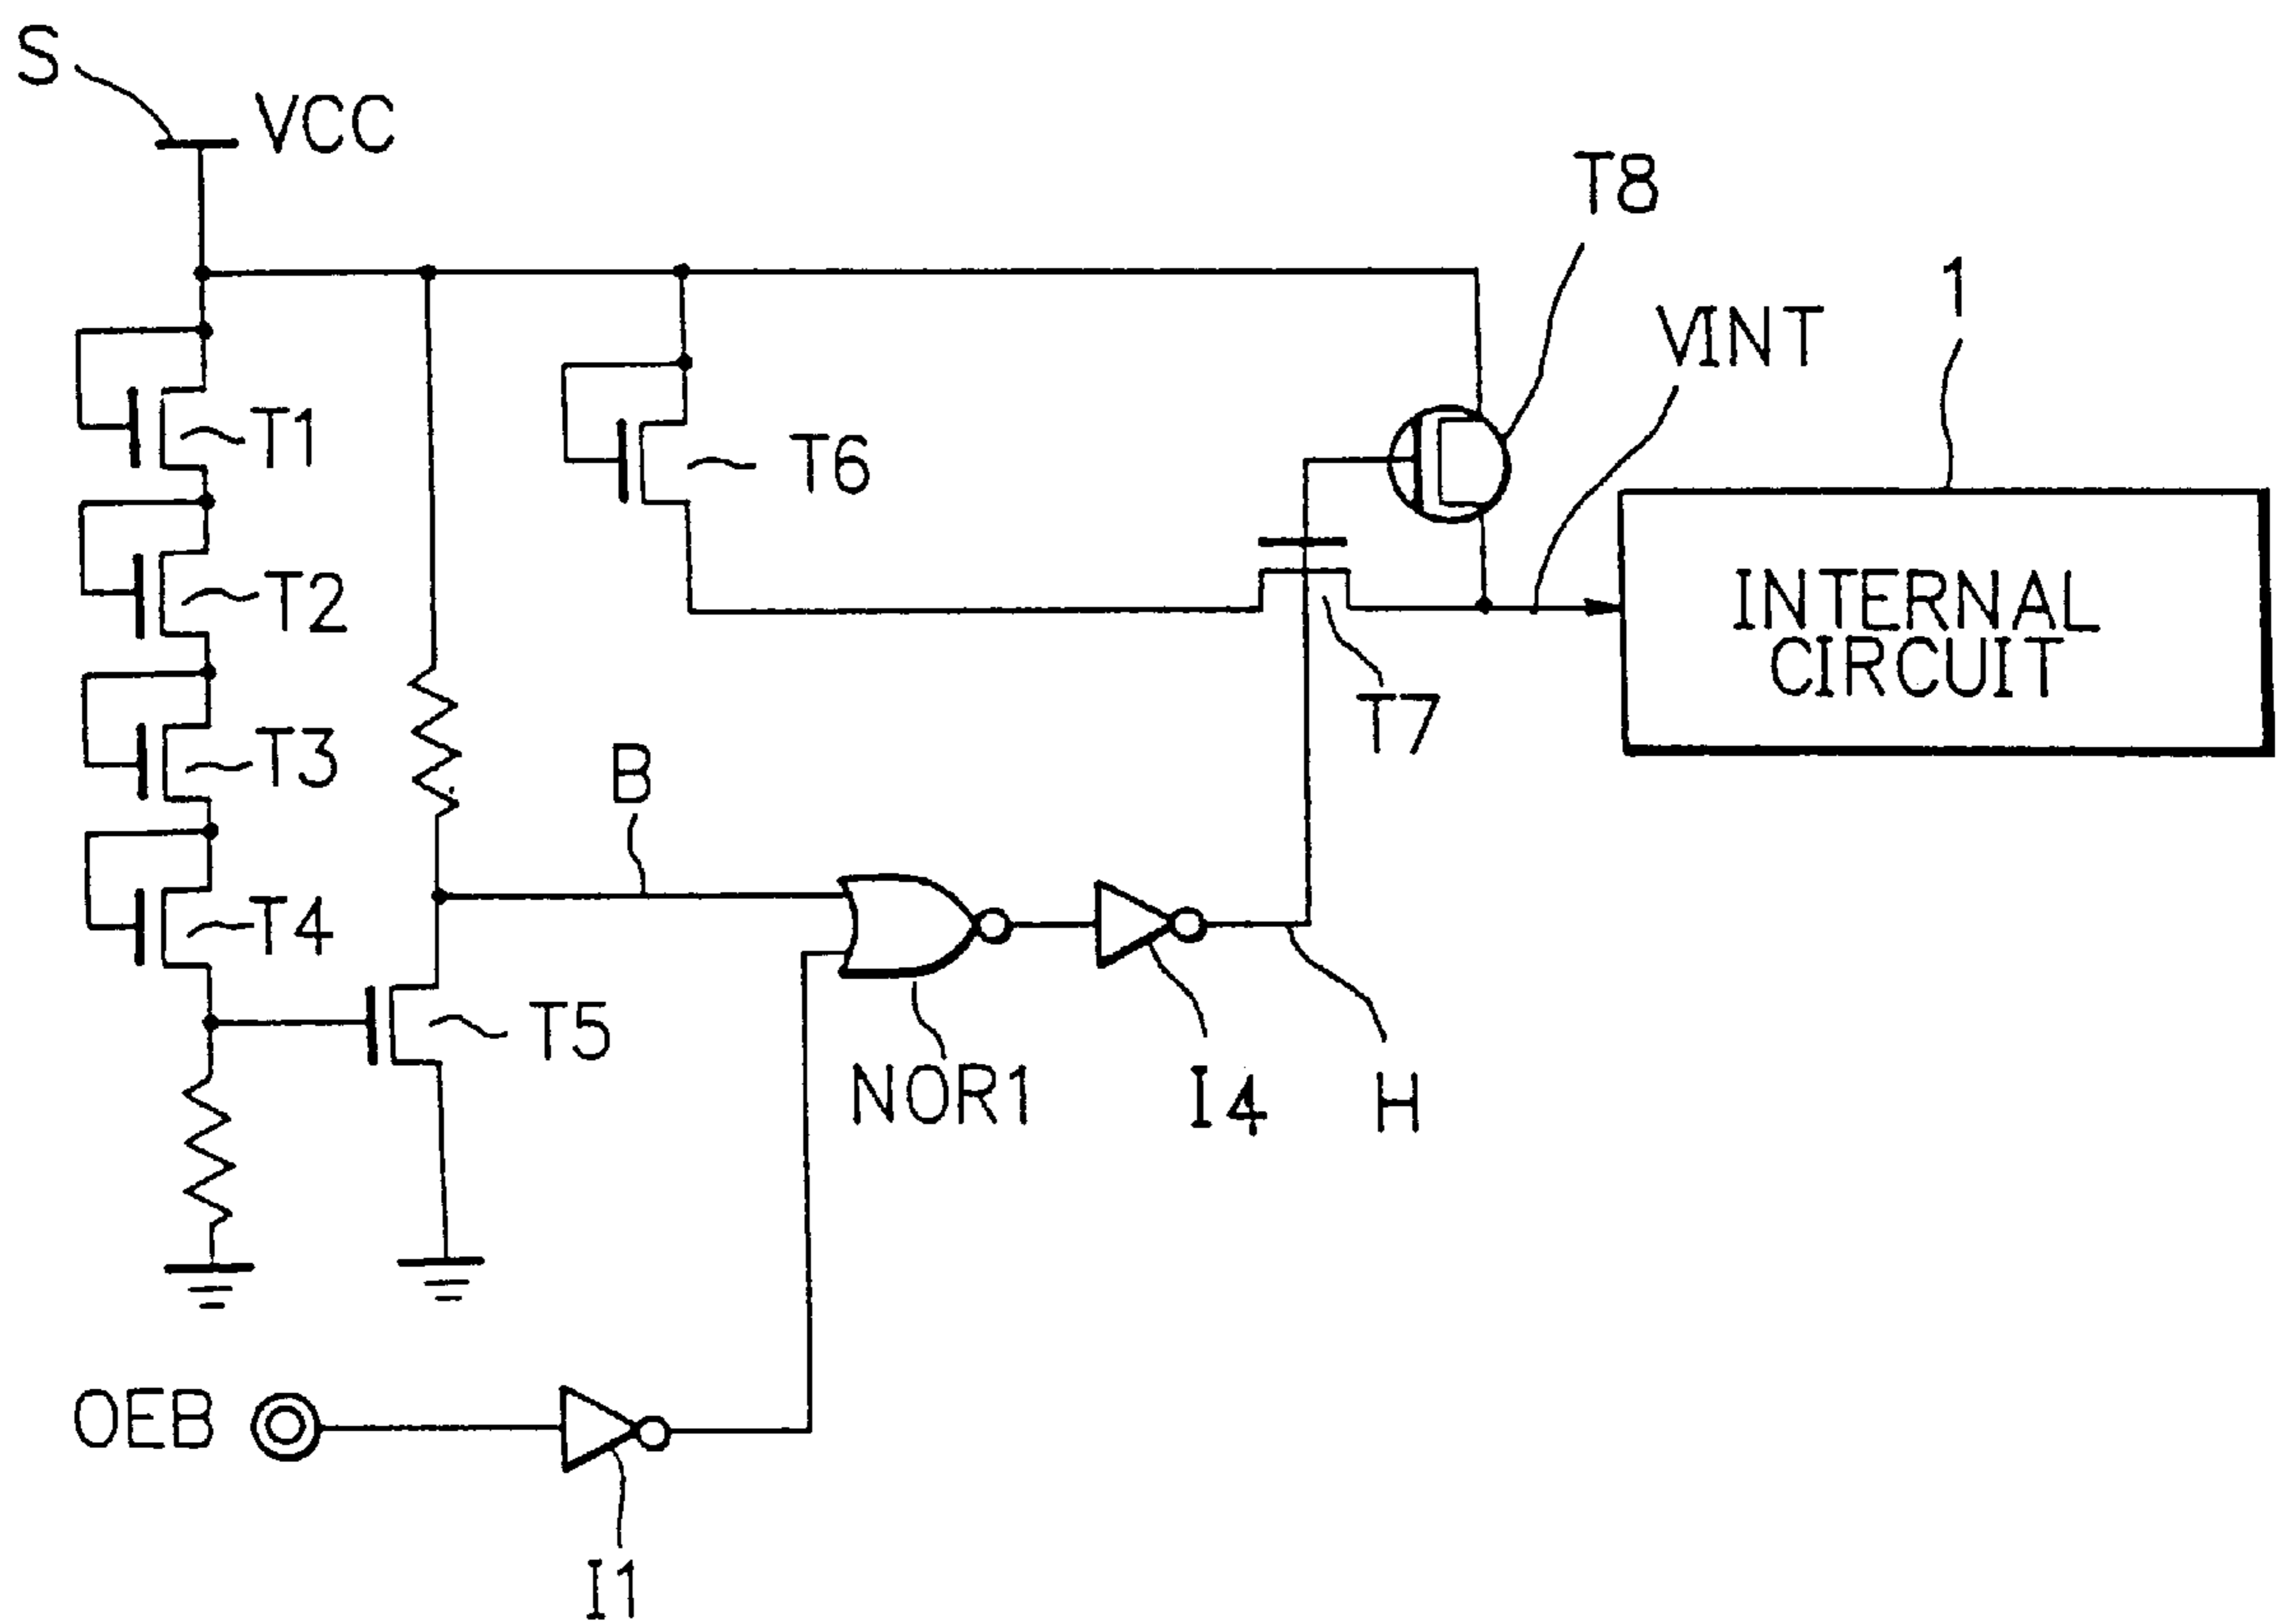 S
VCC
T8
1
VINT
T1
T6
T2
INTERNAL
CIRCUIT
T7
T3
B
T4
T5
NOR1
I4
H
OEB
I1